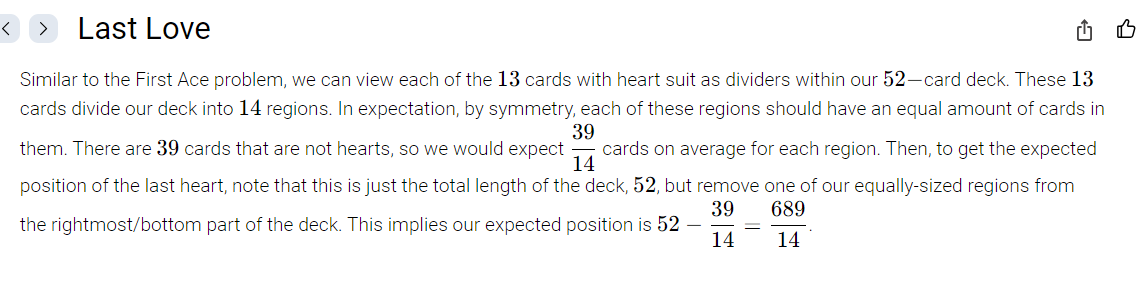 Last Love
Similar to the First Ace problem, we can view each of the 13 cards with heart suit as dividers within our 52−card deck. These 13
cards divide our deck into 14 regions. In expectation, by symmetry, each of these regions should have an equal amount of cards in
them. There are 39 cards that are not hearts, so we would expect 39/14 cards on average for each region. Then, to get the expected
position of the last heart, note that this is just the total length of the deck, 52, but remove one of our equally-sized regions from
the rightmost/bottom part of the deck. This implies our expected position is 52 − 39/14 = 689/14.